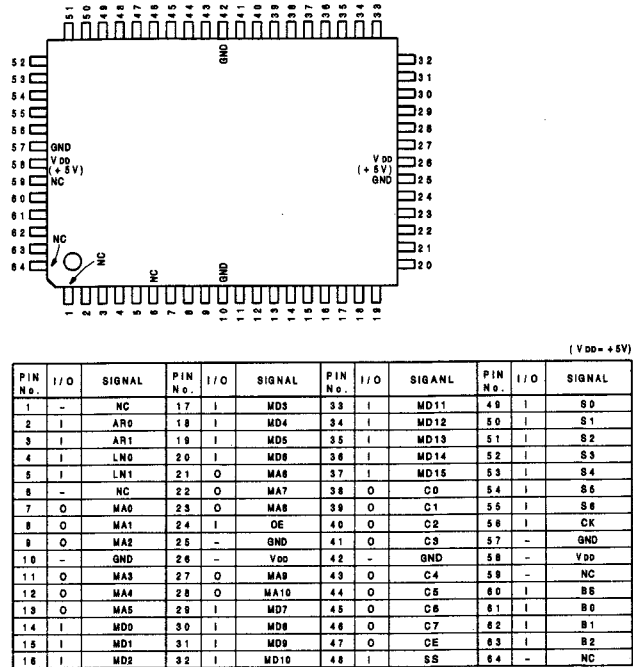 51 50 49 48 47 46 45 44 43 42 41 40 39 38 37 36 35 34 33
GND
52 32
53 31
54 30
55 29
56 28
57 GND 27
58 VDD (+5V) VDD (+5V) 26
59 NC GND 25
60 24
61 23
62 22
63 NC 21
64 NC NC GND 20
1 2 3 4 5 6 7 8 9 10 11 12 13 14 15 16 17 18 19
(VDD=+5V)
PIN No. I/O SIGNAL PIN No. I/O SIGNAL PIN No. I/O SIGANL PIN No. I/O SIGNAL
1 - NC 17 I MD3 33 I MD11 49 I S0
2 I AR0 18 I MD4 34 I MD12 50 I S1
3 I AR1 19 I MD5 35 I MD13 51 I S2
4 I LN0 20 I MD6 36 I MD14 52 I S3
5 I LN1 21 O MA6 37 I MD15 53 I S4
6 - NC 22 O MA7 38 O C0 54 I S5
7 O MA0 23 O MA8 39 O C1 55 I S6
8 O MA1 24 I OE 40 O C2 56 I CK
9 O MA2 25 - GND 41 O C3 57 - GND
10 - GND 26 - VDD 42 - GND 58 - VDD
11 O MA3 27 O MA9 43 O C4 59 - NC
12 O MA4 28 O MA10 44 O C5 60 I BS
13 O MA5 29 I MD7 45 O C6 61 I B0
14 I MD0 30 I MD8 46 O C7 62 I B1
15 I MD1 31 I MD9 47 O CE 63 I B2
16 I MD2 32 I MD10 48 I SS 64 - NC